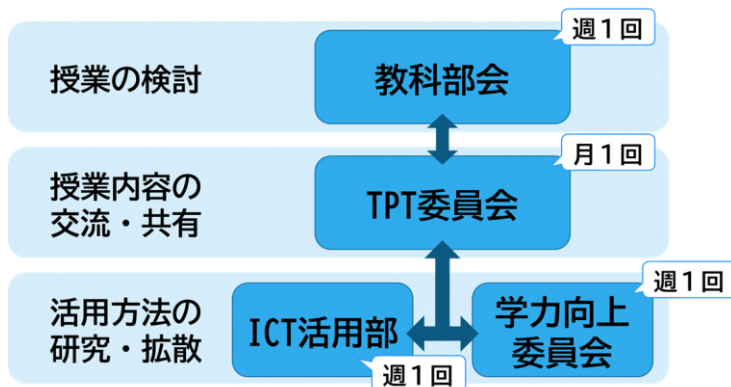 週1回
授業の検討
教科部会
月1回
授業内容の
交流・共有
TPT委員会
週1回
活用方法の
研究・拡散
ICT活用部
学力向上
委員会
週1回